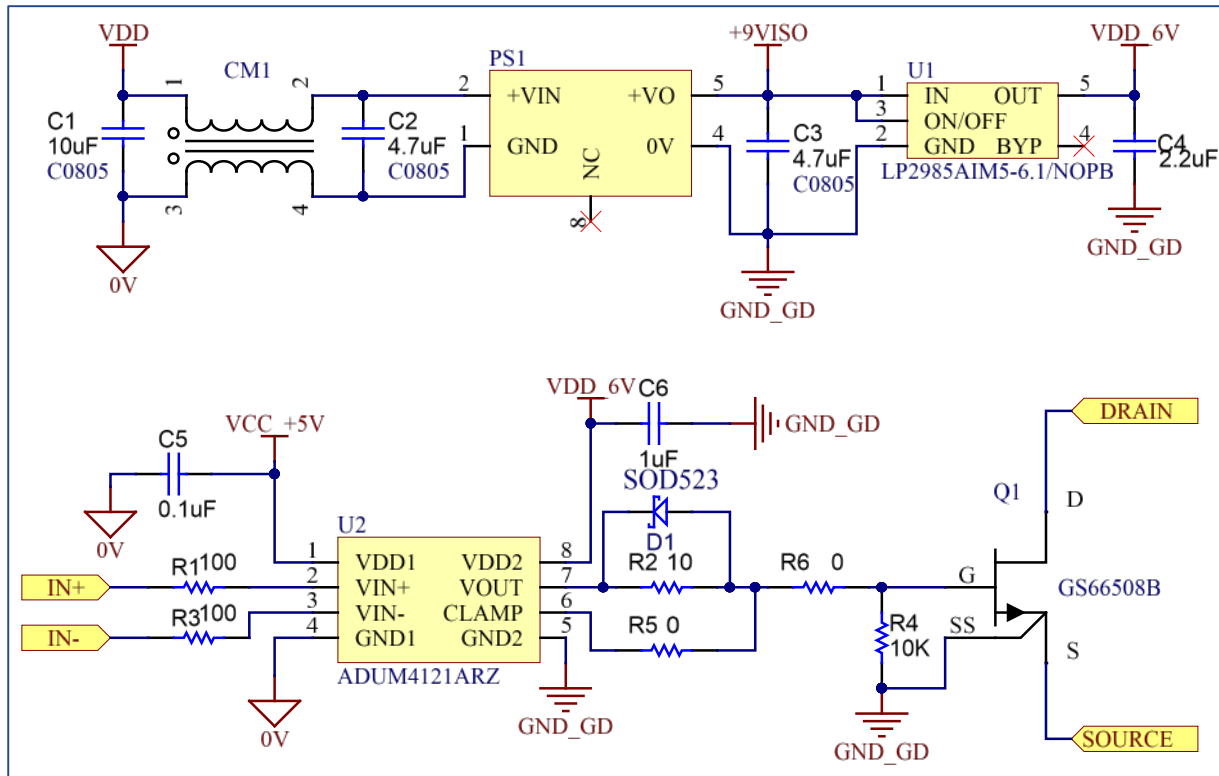 VDD
+9VISO
VDD_6V
CM1
PS1
U1
1
2
3
4
C1
10uF
C0805
C2
4.7uF
C0805
2
+VIN
+VO
5
1
GND
0V
4
NC
8
C3
4.7uF
C0805
1
IN
OUT
5
3
ON/OFF
2
GND
BYP
4
LP2985AIM5-6.1/NOPB
C4
2.2uF
0V
GND_GD
GND_GD
VCC_+5V
VDD_6V
C6
1uF
GND_GD
C5
0.1uF
0V
SOD523
D1
U2
1
VDD1
VDD2
8
2
VIN+
VOUT
7
3
VIN-
CLAMP
6
4
GND1
GND2
5
ADUM4121ARZ
IN+
R1
100
IN-
R3
100
0V
GND_GD
R2
10
R5
0
R6
0
R4
10K
GND_GD
Q1
D
G
SS
S
GS66508B
DRAIN
SOURCE